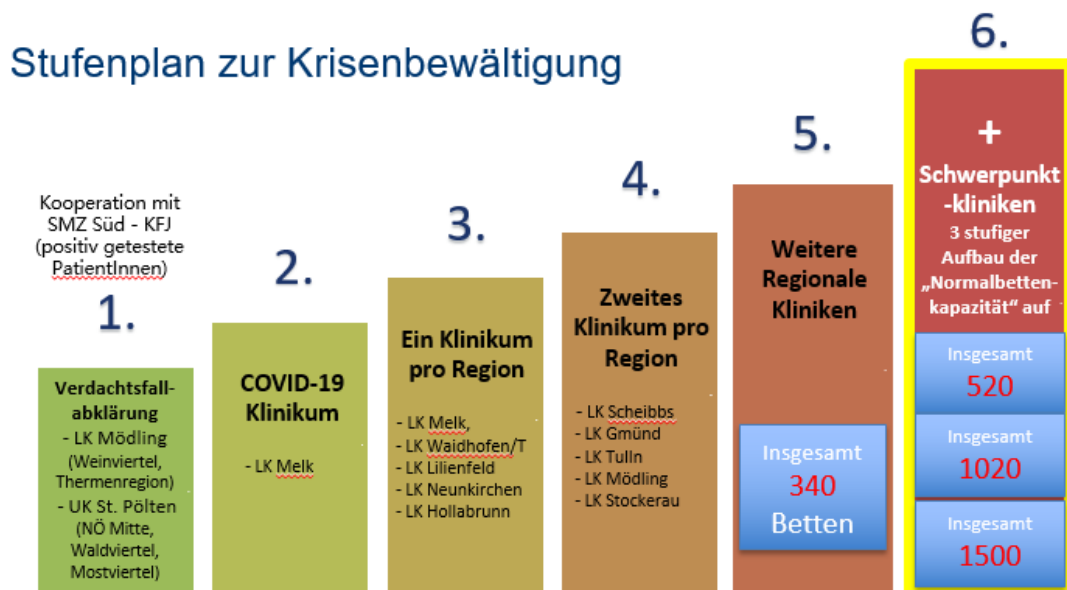 Stufenplan zur Krisenbewältigung
Kooperation mit
SMZ Süd - KFJ
(positiv getestete
PatientInnen)
1.
Verdachtsfall-
abklärung
- LK Mödling
(Weinviertel,
Thermenregion)
- UK St. Pölten
(NÖ Mitte,
Waldviertel,
Mostviertel)
2.
COVID-19
Klinikum
- LK Melk
3.
Ein Klinikum
pro Region
- LK Melk,
- LK Waidhofen/T
- LK Lilienfeld
- LK Neunkirchen
- LK Hollabrunn
4.
Zweites
Klinikum pro
Region
- LK Scheibbs
- LK Gmünd
- LK Tulln
- LK Mödling
- LK Stockerau
5.
Weitere
Regionale
Kliniken
Insgesamt
340
Betten
6.
+
Schwerpunkt
-kliniken
3 stufiger
Aufbau der
„Normalbetten-
kapazität“ auf
Insgesamt
520
Insgesamt
1020
Insgesamt
1500